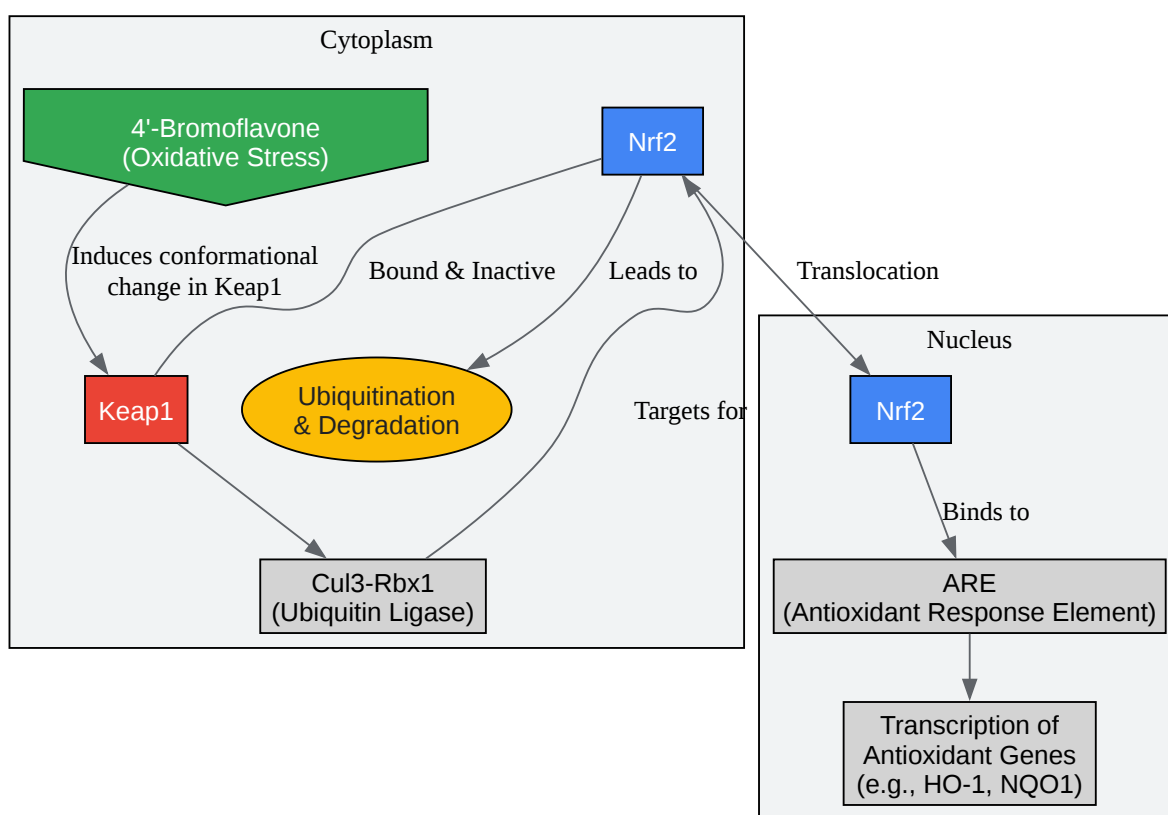 Cytoplasm
4'-Bromoflavone
(Oxidative Stress)
Nrf2
Induces conformational
change in Keap1
Bound & Inactive
Leads to
Translocation
Nucleus
Keap1
Ubiquitination
& Degradation
Targets for
Nrf2
Binds to
Cul3-Rbx1
(Ubiquitin Ligase)
ARE
(Antioxidant Response Element)
Transcription of
Antioxidant Genes
(e.g., HO-1, NQO1)